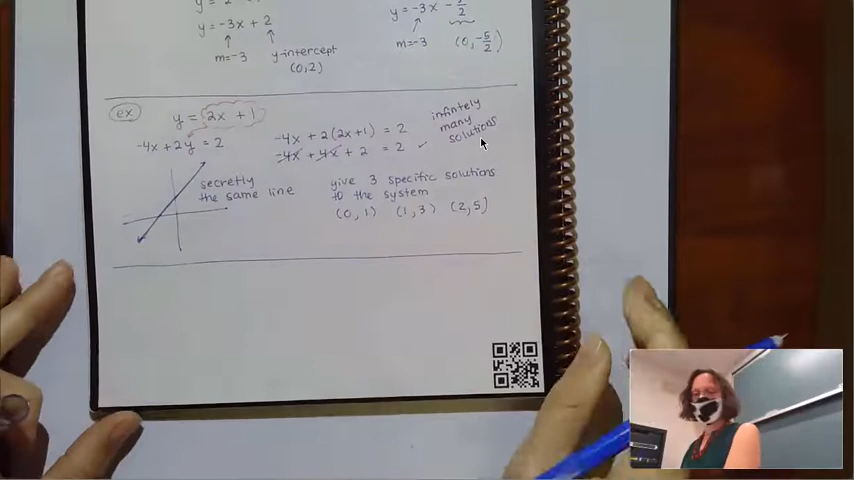 y = -3x + 2
m=-3
y-intercept
(0,2)
y = -3x - 5/2
m=-3
(0, -5/2)
ex
y = 2x + 1
-4x + 2y = 2
-4x + 2(2x+1) = 2
-4x + 4x + 2 = 2 ✓
infinitely
many
solutions
secretly
the same line
give 3 specific solutions
to the system
(0,1) (1,3) (2,5)